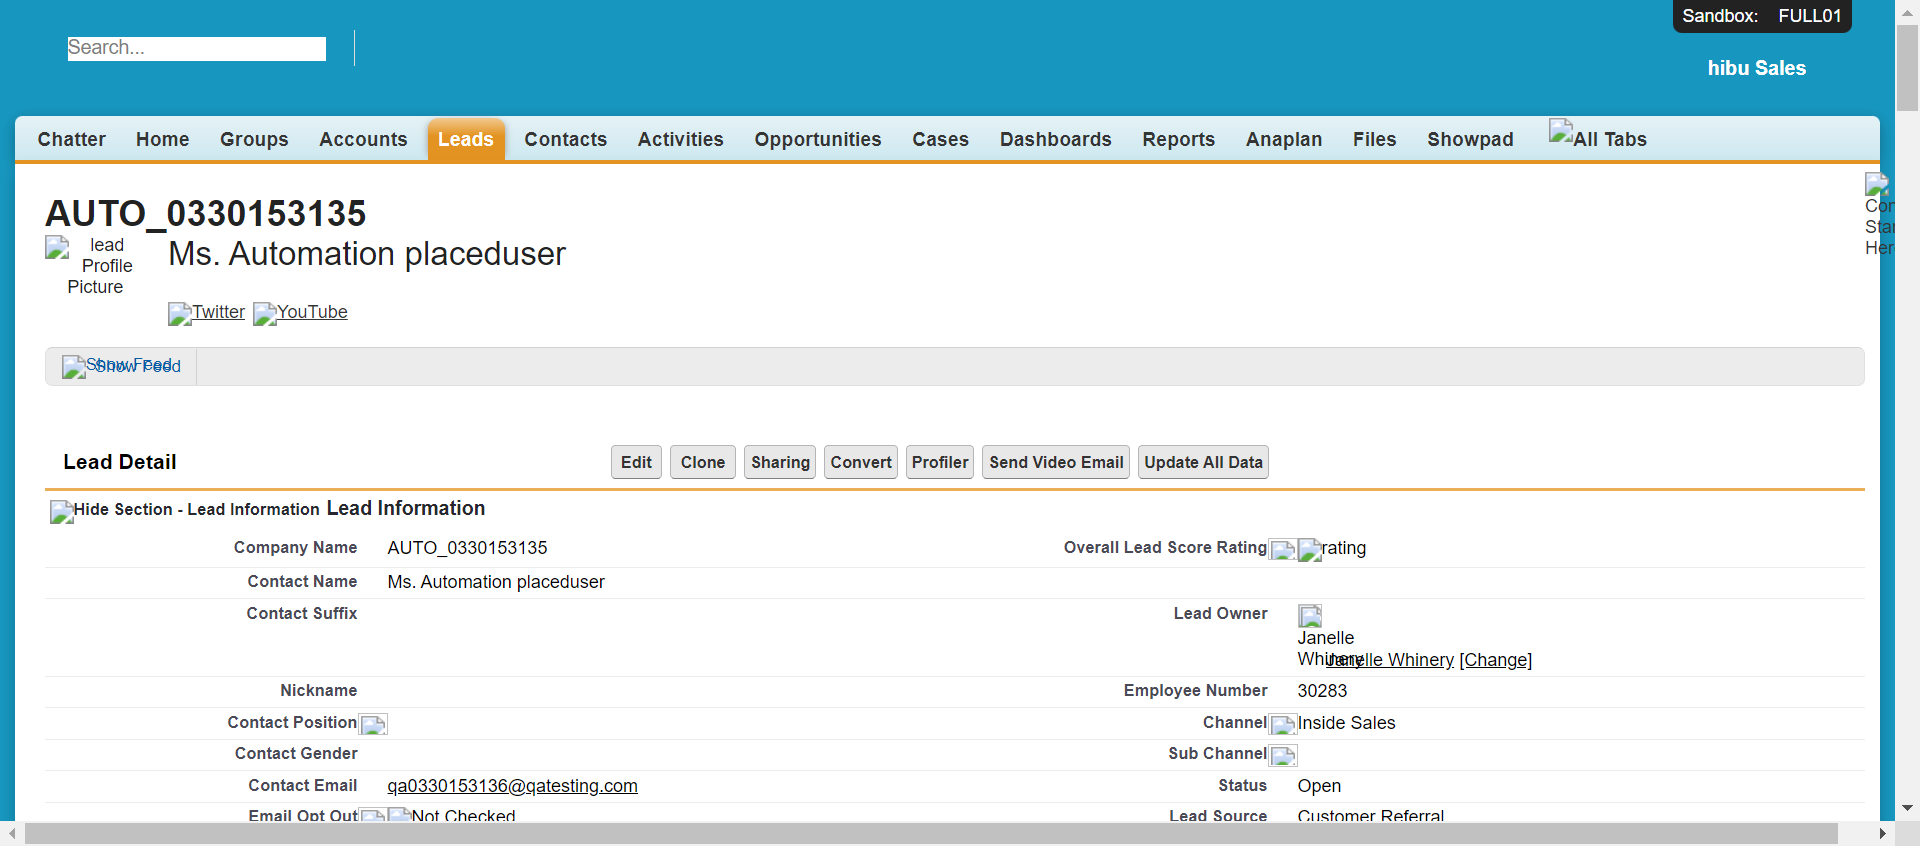 Sandbox: FULL01
Search...
hibu Sales
Chatter Home Groups Accounts Leads Contacts Activities Opportunities Cases Dashboards Reports Anaplan Files Showpad All Tabs
AUTO_0330153135
lead Profile Picture
Ms. Automation placeduser
Twitter YouTube
Show Feed Show Feed
Lead Detail Edit Clone Sharing Convert Profiler Send Video Email Update All Data
Hide Section - Lead Information Lead Information
Company Name AUTO_0330153135 Overall Lead Score Rating rating
Contact Name Ms. Automation placeduser
Contact Suffix Lead Owner
Janelle
Whinery Janelle Whinery [Change]
Nickname Employee Number 30283
Contact Position Channel Inside Sales
Contact Gender Sub Channel
Contact Email qa0330153136@qatesting.com Status Open
Email Opt Out Not Checked Lead Source Customer Referral